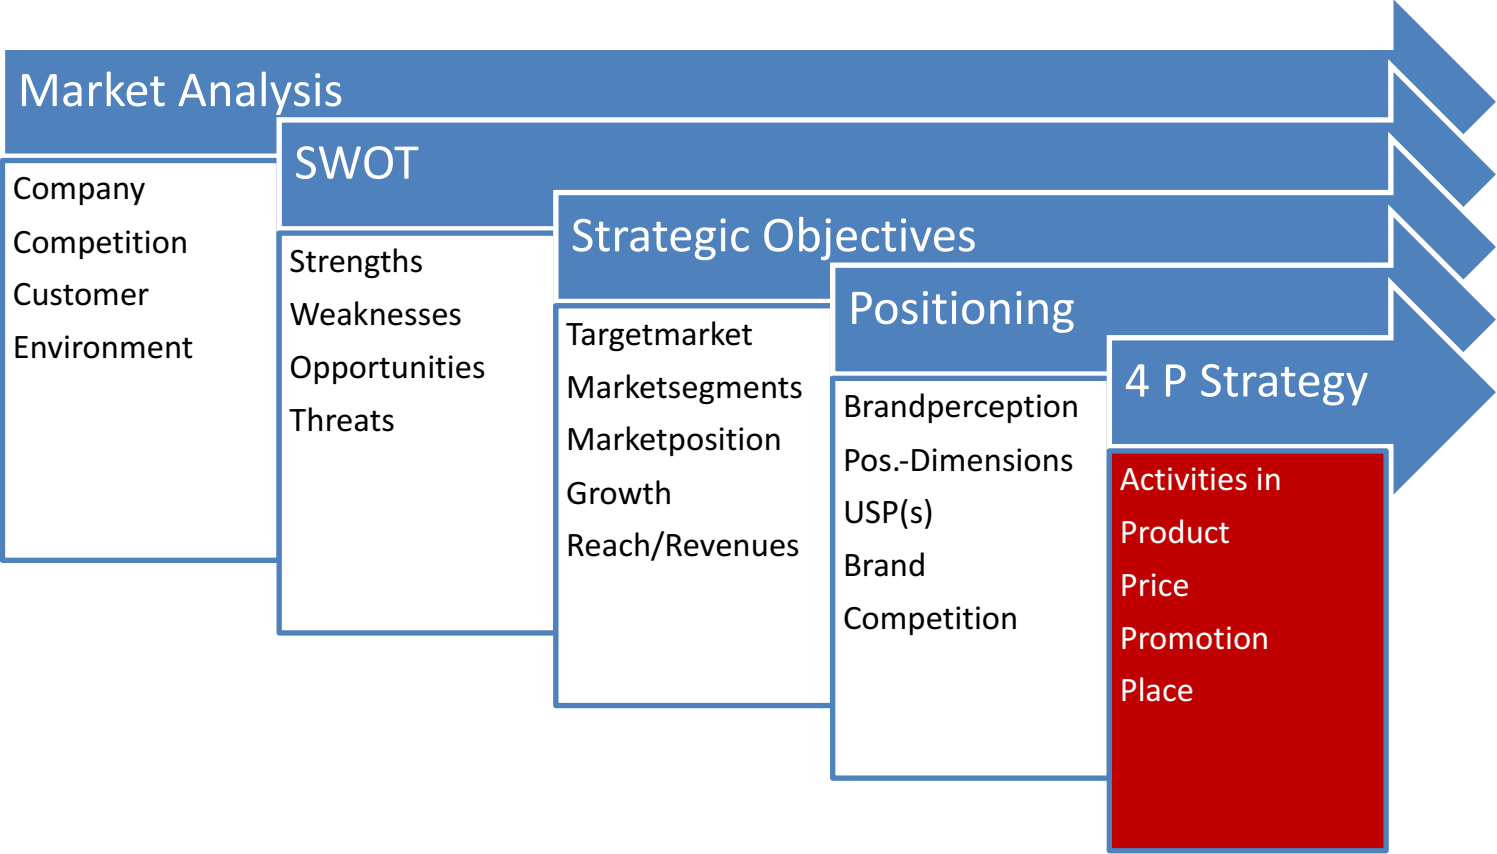 Market Analysis
Company
Competition
Customer
Environment
SWOT
Strengths
Weaknesses
Opportunities
Threats
Strategic Objectives
Targetmarket
Marketsegments
Marketposition
Growth
Reach/Revenues
Positioning
Brandperception
Pos.-Dimensions
USP(s)
Brand
Competition
4 P Strategy
Activities in
Product
Price
Promotion
Place